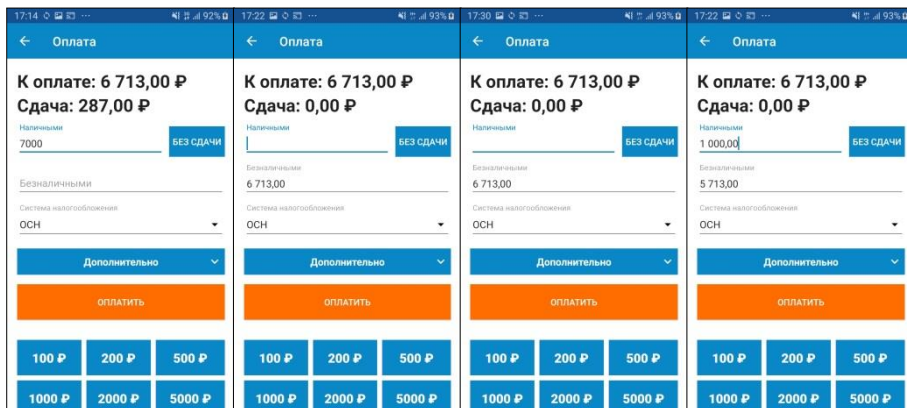 17:14 ... 92%
Оплата
К оплате: 6 713,00 ₽
Сдача: 287,00 ₽
Наличными
7000
БЕЗ СДАЧИ
Безналичными
Система налогообложения
ОСН
Дополнительно
ОПЛАТИТЬ
100 ₽ 200 ₽ 500 ₽
1000 ₽ 2000 ₽ 5000 ₽
17:22 ... 93%
Оплата
К оплате: 6 713,00 ₽
Сдача: 0,00 ₽
Наличными
БЕЗ СДАЧИ
Безналичными
6 713,00
Система налогообложения
ОСН
Дополнительно
ОПЛАТИТЬ
100 ₽ 200 ₽ 500 ₽
1000 ₽ 2000 ₽ 5000 ₽
17:30 ... 93%
Оплата
К оплате: 6 713,00 ₽
Сдача: 0,00 ₽
Наличными
БЕЗ СДАЧИ
Безналичными
6 713,00
Система налогообложения
ОСН
Дополнительно
ОПЛАТИТЬ
100 ₽ 200 ₽ 500 ₽
1000 ₽ 2000 ₽ 5000 ₽
17:22 ... 93%
Оплата
К оплате: 6 713,00 ₽
Сдача: 0,00 ₽
Наличными
1 000,00
БЕЗ СДАЧИ
Безналичными
5 713,00
Система налогообложения
ОСН
Дополнительно
ОПЛАТИТЬ
100 ₽ 200 ₽ 500 ₽
1000 ₽ 2000 ₽ 5000 ₽